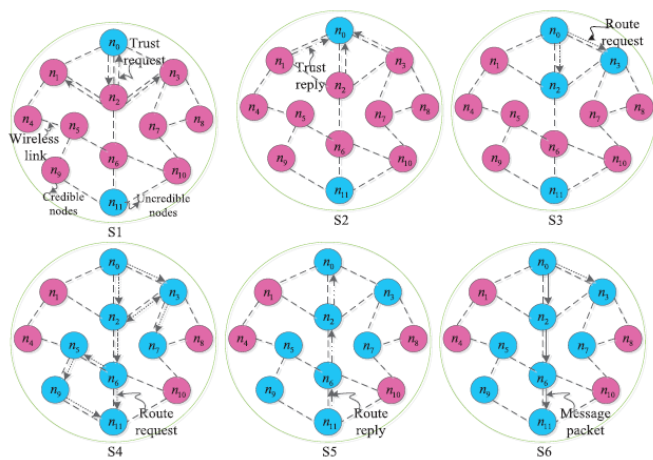 n0
Trust
request
n1
n3
n2
n4
n5
n7
n8
Wireless
link
n6
n9
n10
Credible
nodes
n11
Uncredible
nodes
S1
n0
n1
n3
Trust
reply
n2
n4
n5
n7
n8
n6
n9
n10
n11
S2
Route
request
n0
n1
n3
n2
n4
n5
n7
n8
n6
n9
n10
n11
S3
n0
n1
n3
n2
n4
n5
n7
n8
n6
n9
n10
Route
request
n11
S4
n0
n1
n3
n2
n4
n5
n7
n8
n6
n9
n10
Route
reply
n11
S5
n0
n1
n3
n2
n4
n5
n7
n8
n6
n9
n10
Message
packet
n11
S6